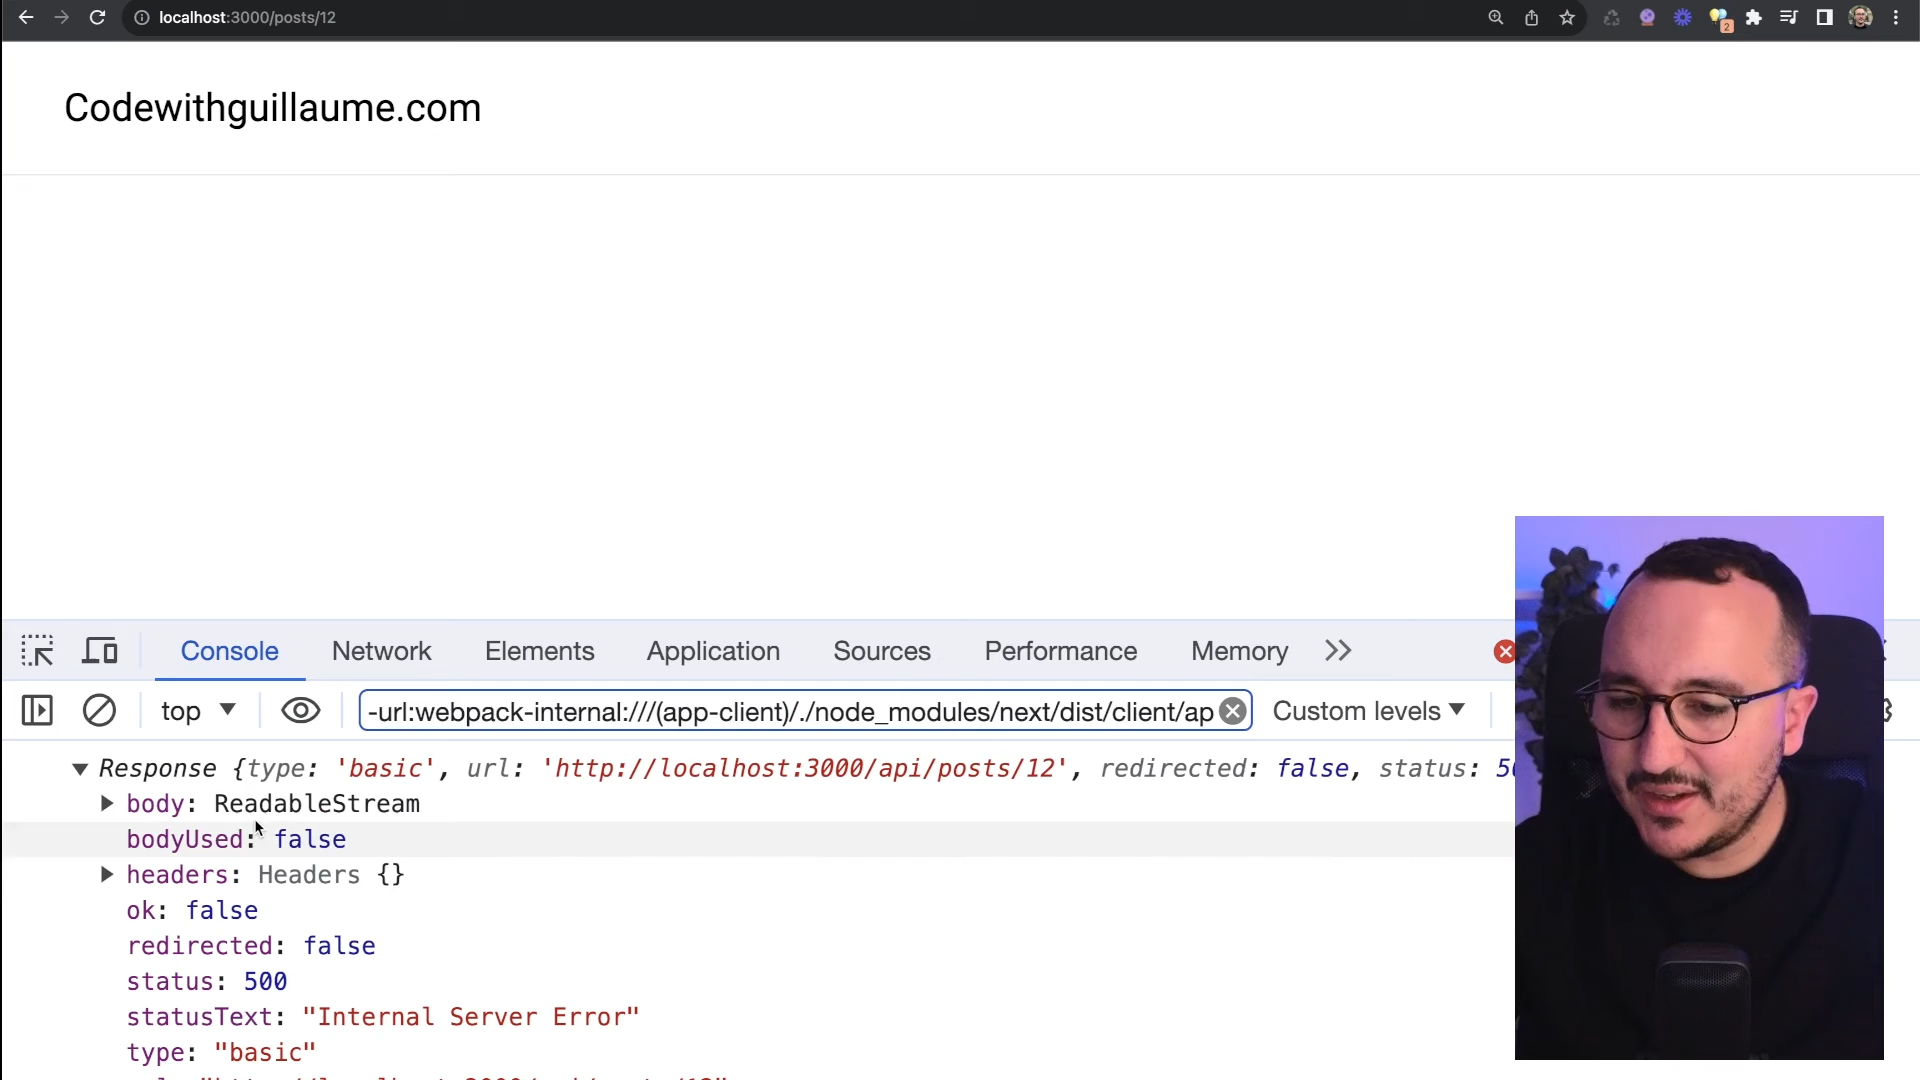 localhost:3000/posts/12
2
Codewithguillaume.com
Console Network Elements Application Sources Performance Memory
top -url:webpack-internal:///(app-client)/./node_modules/next/dist/client/ap Custom levels
Response {type: 'basic', url: 'http://localhost:3000/api/posts/12', redirected: false, status: 50
body: ReadableStream
bodyUsed: false
headers: Headers {}
ok: false
redirected: false
status: 500
statusText: "Internal Server Error"
type: "basic"